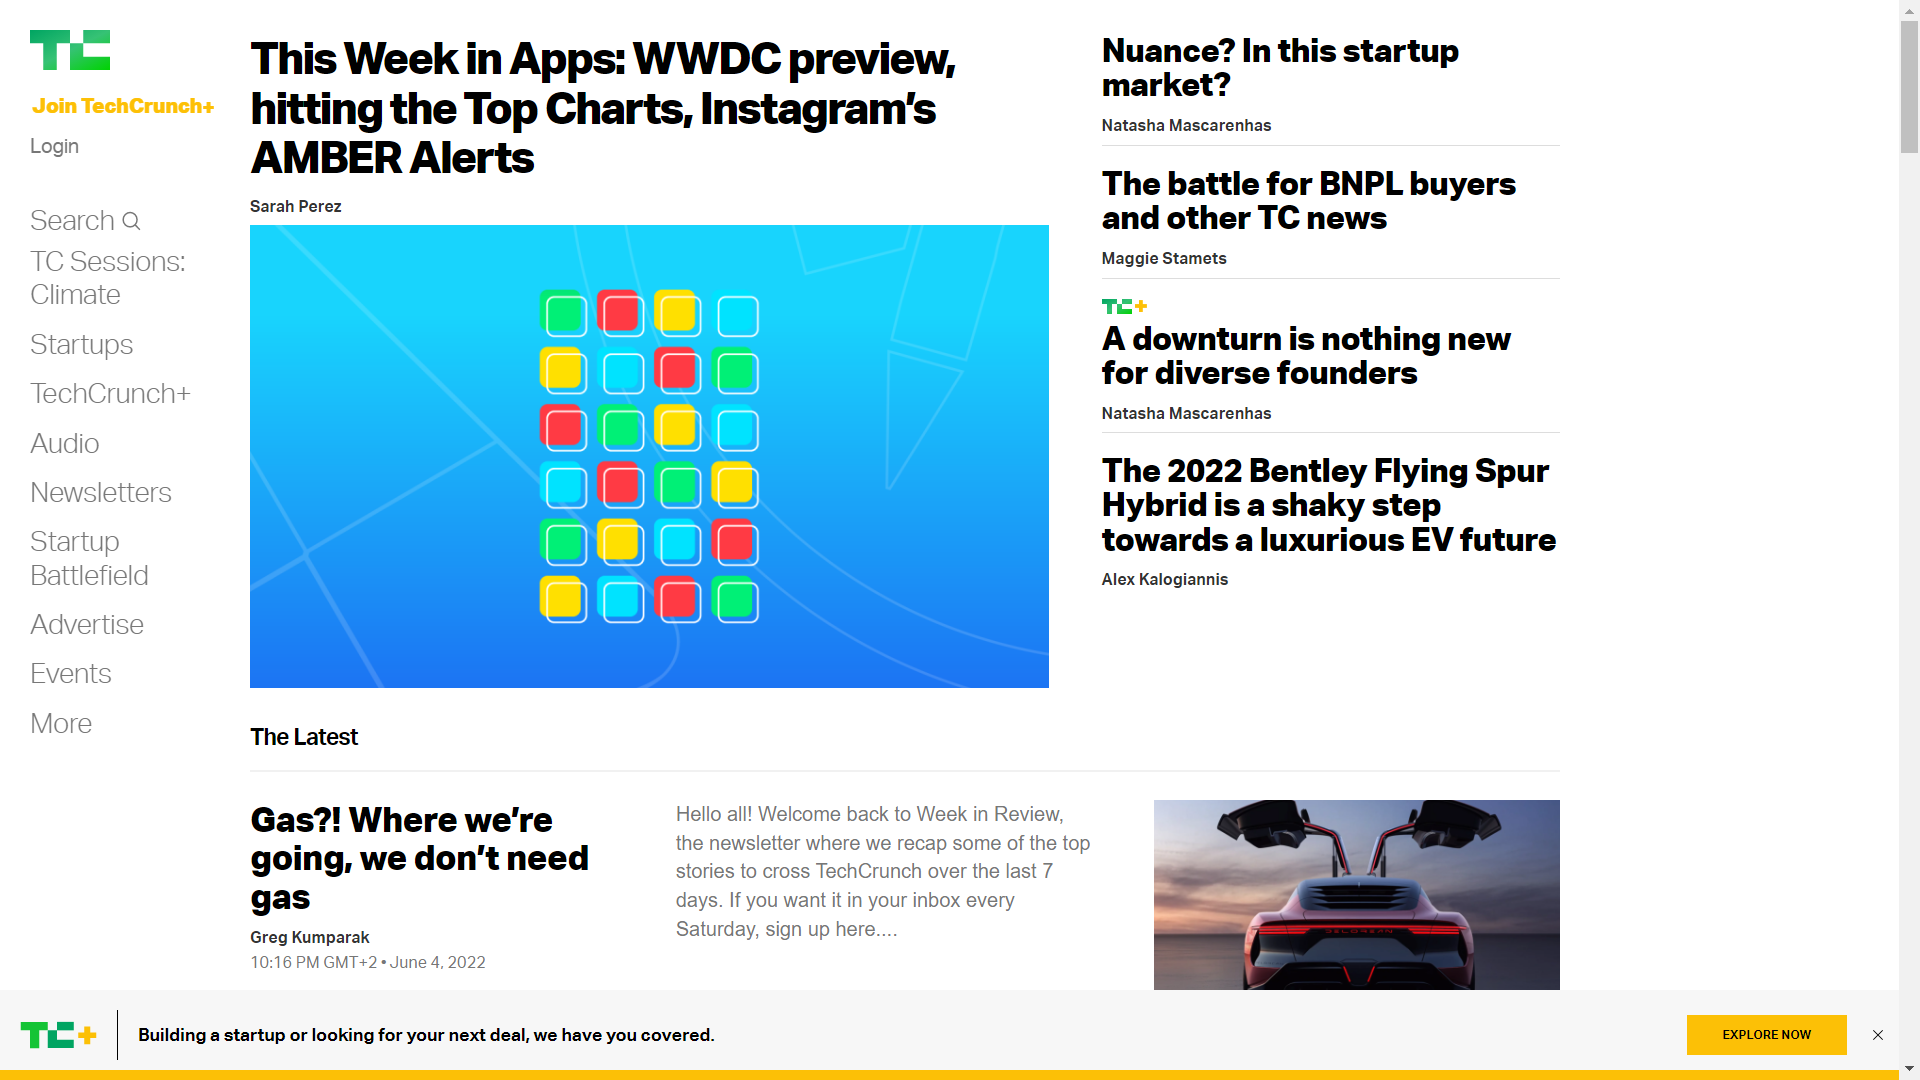 TC
Join TechCrunch+
Login
Search
TC Sessions:
Climate
Startups
TechCrunch+
Audio
Newsletters
Startup
Battlefield
Advertise
Events
More
This Week in Apps: WWDC preview,
hitting the Top Charts, Instagram’s
AMBER Alerts
Sarah Perez
Nuance? In this startup
market?
Natasha Mascarenhas
The battle for BNPL buyers
and other TC news
Maggie Stamets
TC+
A downturn is nothing new
for diverse founders
Natasha Mascarenhas
The 2022 Bentley Flying Spur
Hybrid is a shaky step
towards a luxurious EV future
Alex Kalogiannis
The Latest
Gas?! Where we’re
going, we don’t need
gas
Greg Kumparak
10:16 PM GMT+2 • June 4, 2022
Hello all! Welcome back to Week in Review,
the newsletter where we recap some of the top
stories to cross TechCrunch over the last 7
days. If you want it in your inbox every
Saturday, sign up here....
DELOREAN
TC+
Building a startup or looking for your next deal, we have you covered.
EXPLORE NOW